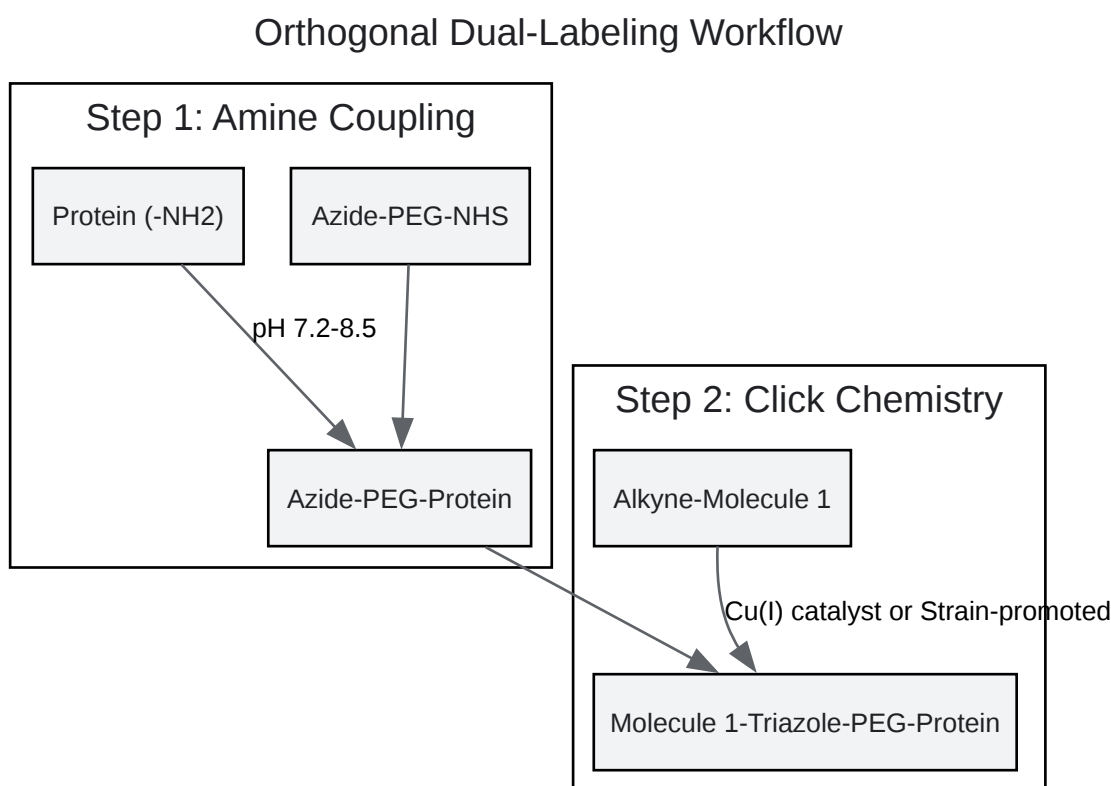 Orthogonal Dual-Labeling Workflow
Step 1: Amine Coupling
Protein (-NH2)
Azide-PEG-NHS
pH 7.2-8.5
Azide-PEG-Protein
Step 2: Click Chemistry
Alkyne-Molecule 1
Cu(I) catalyst or Strain-promoted
Molecule 1-Triazole-PEG-Protein